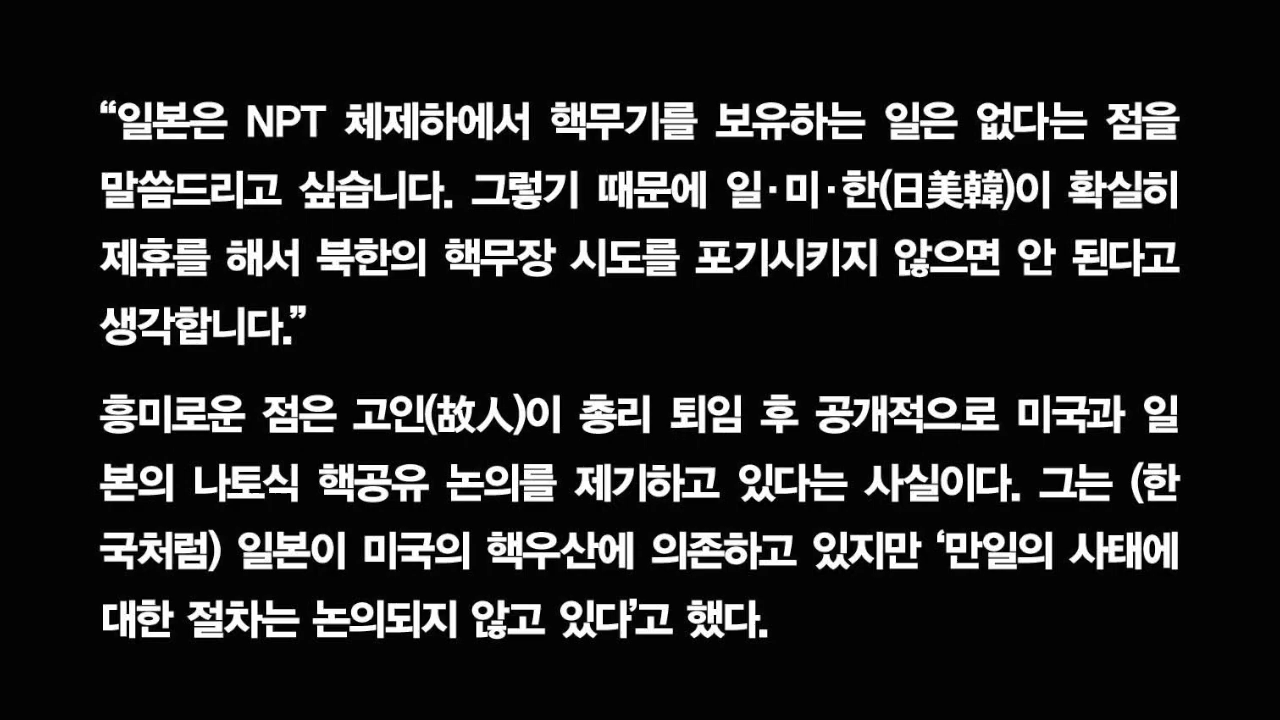 “일본은 NPT 체제하에서 핵무기를 보유하는 일은 없다는 점을
말씀드리고 싶습니다. 그렇기 때문에 일·미·한(日美韓)이 확실히
제휴를 해서 북한의 핵무장 시도를 포기시키지 않으면 안 된다고
생각합니다.”
흥미로운 점은 고인(故人)이 총리 퇴임 후 공개적으로 미국과 일
본의 나토식 핵공유 논의를 제기하고 있다는 사실이다. 그는 (한
국처럼) 일본이 미국의 핵우산에 의존하고 있지만 ‘만일의 사태에
대한 절차는 논의되지 않고 있다’고 했다.